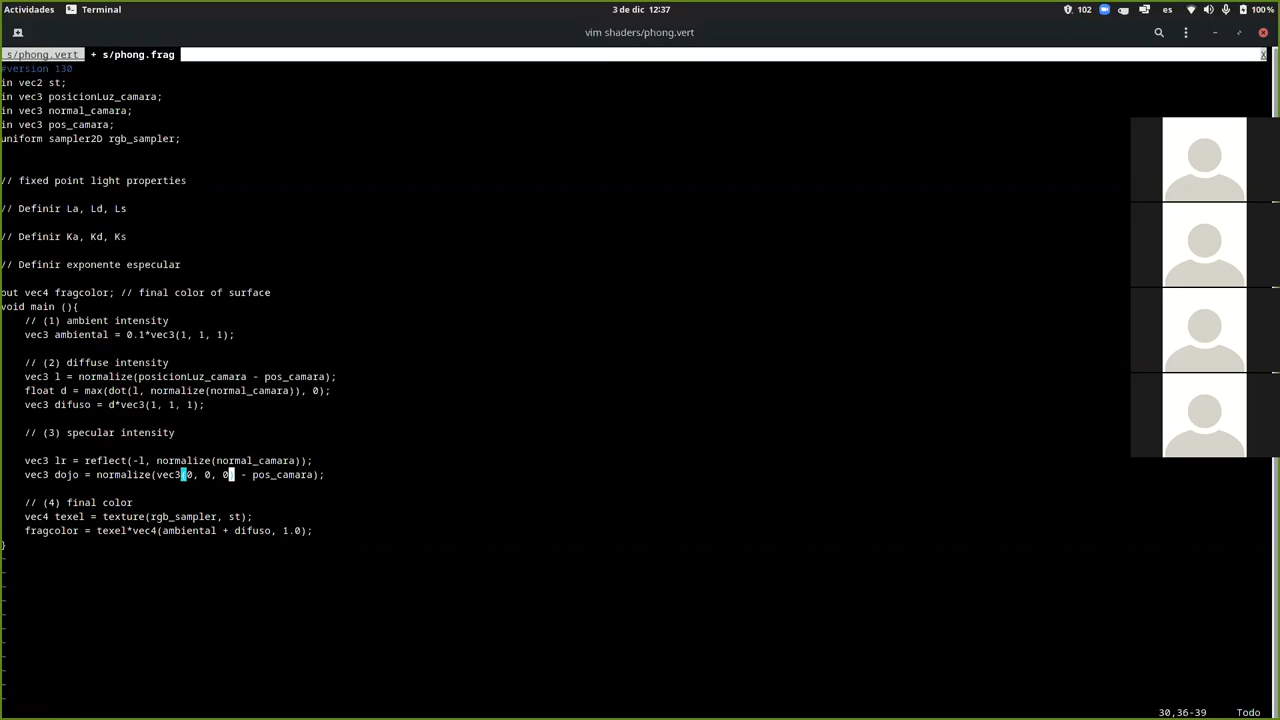 Actividades
Terminal
3 de dic 12:37
102
es
100 %
vim shaders/phong.vert
s/phong.vert + s/phong.frag X
#version 130
in vec2 st;
in vec3 posicionLuz_camara;
in vec3 normal_camara;
in vec3 pos_camara;
uniform sampler2D rgb_sampler;
// fixed point light properties
// Definir La, Ld, Ls
// Definir Ka, Kd, Ks
// Definir exponente especular
out vec4 fragcolor; // final color of surface
void main (){
    // (1) ambient intensity
    vec3 ambiental = 0.1*vec3(1, 1, 1);
    // (2) diffuse intensity
    vec3 l = normalize(posicionLuz_camara - pos_camara);
    float d = max(dot(l, normalize(normal_camara)), 0);
    vec3 difuso = d*vec3(1, 1, 1);
    // (3) specular intensity
    vec3 lr = reflect(-l, normalize(normal_camara));
    vec3 dojo = normalize(vec3(0, 0, 0) - pos_camara);
    // (4) final color
    vec4 texel = texture(rgb_sampler, st);
    fragcolor = texel*vec4(ambiental + difuso, 1.0);
}
~
~
~
~
~
~
~
~
~
~
~
30,36-39 Todo